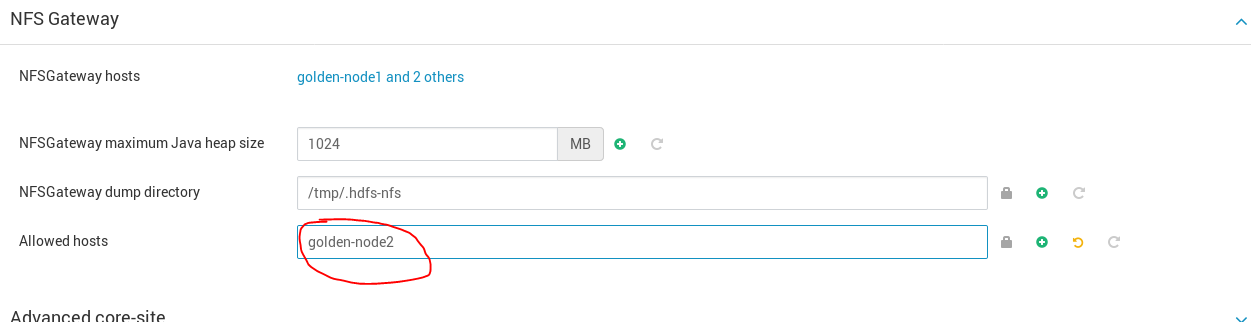 NFS Gateway
NFSGateway hosts golden-node1 and 2 others
NFSGateway maximum Java heap size 1024 MB
NFSGateway dump directory /tmp/.hdfs-nfs
Allowed hosts golden-node2
Advanced core-site